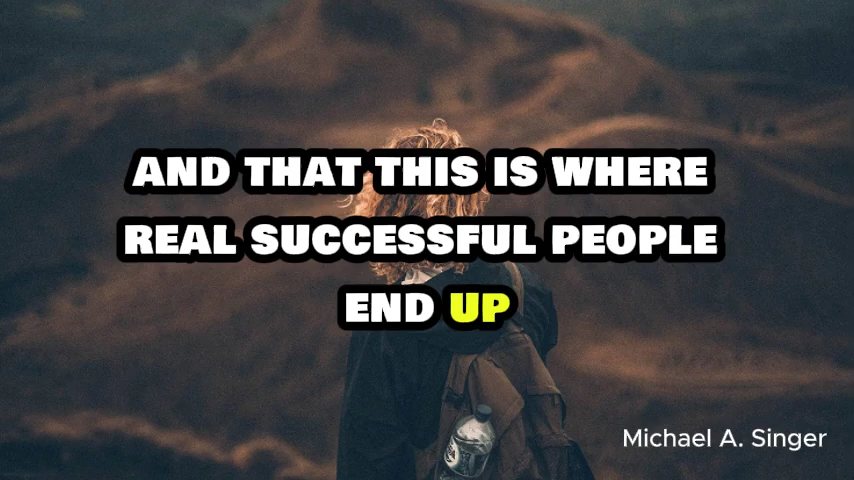 AND THAT THIS IS WHERE
REAL SUCCESSFUL PEOPLE
END UP
Michael A. Singer